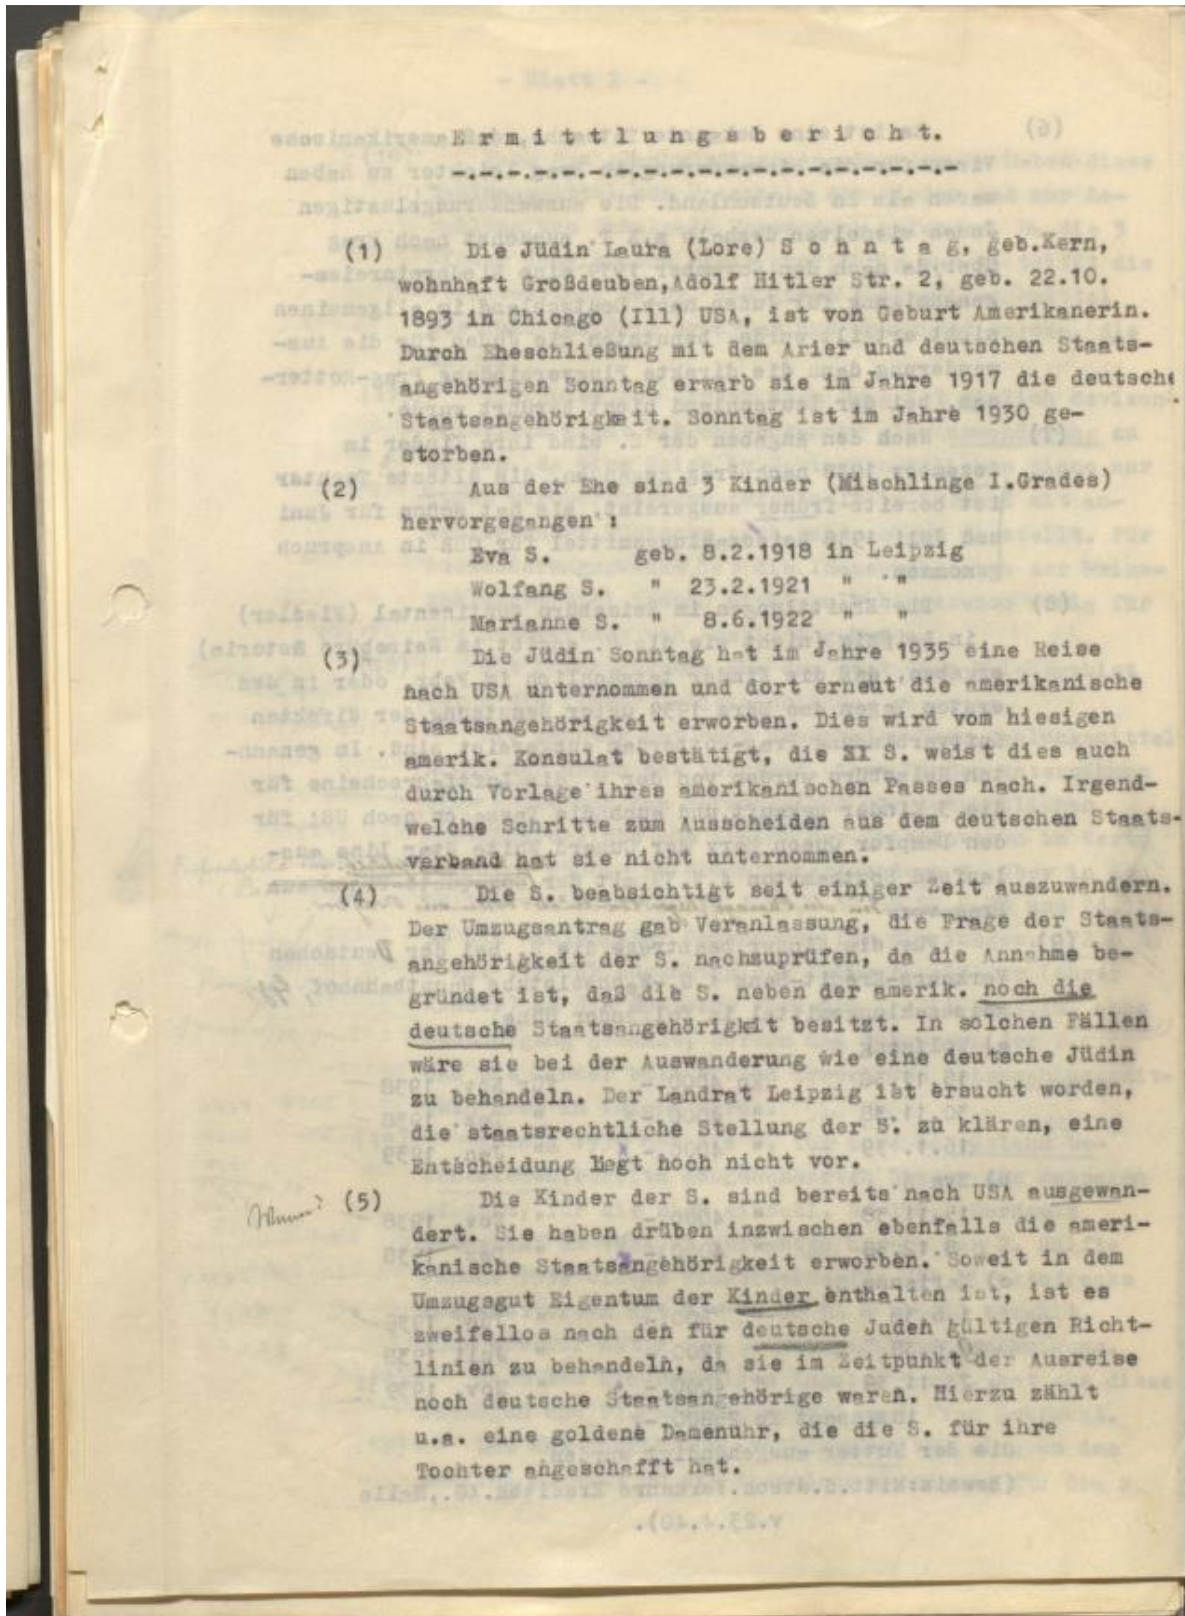 Ermittlungsbericht.
-.-.-.-.-.-.-.-.-.-.-.-.-.-.-.-.-.-.-
(1) Die Jüdin Laura (Lore) S o h n t a g, geb.Kern,
wohnhaft Großdeuben,Adolf Hitler Str. 2, geb. 22.10.
1893 in Chicago (Ill) USA, ist von Geburt Amerikanerin.
Durch Eheschließung mit dem Arier und deutschen Staats-
angehörigen Sonntag erwarb sie im Jahre 1917 die deutsche
Staatsangehörigkeit. Sonntag ist im Jahre 1930 ge-
storben.
(2) Aus der Ehe sind 3 Kinder (Mischlinge I.Grades)
hervorgegangen :
Eva S. geb. 8.2.1918 in Leipzig
Wolfang S. " 23.2.1921 " "
Marianne S. " 8.6.1922 " "
(3) Die Jüdin Sonntag hat im Jahre 1935 eine Reise
nach USA unternommen und dort erneut die amerikanische
Staatsangehörigkeit erworben. Dies wird vom hiesigen
amerik. Konsulat bestätigt, die S. weist dies auch
durch Vorlage ihres amerikanischen Passes nach. Irgend-
welche Schritte zum Ausscheiden aus dem deutschen Staats-
verband hat sie nicht unternommen.
(4) Die S. beabsichtigt seit einiger Zeit auszuwandern.
Der Umzugsantrag gab Veranlassung, die Frage der Staats-
angehörigkeit der S. nachzuprüfen, da die Annahme be-
gründet ist, daß die S. neben der amerik. noch die
deutsche Staatsangehörigkit besitzt. In solchen Fällen
wäre sie bei der Auswanderung wie eine deutsche Jüdin
zu behandeln. Der Landrat Leipzig ist ersucht worden,
die staatsrechtliche Stellung der S. zu klären, eine
Entscheidung liegt noch nicht vor.
(5) Die Kinder der S. sind bereits nach USA ausgewan-
dert. Sie haben drüben inzwischen ebenfalls die ameri-
kanische Staatsangehörigkeit erworben. Soweit in dem
Umzugsgut Eigentum der Kinder enthalten ist, ist es
zweifellos nach den für deutsche Juden gültigen Richt-
linien zu behandeln, da sie im Zeitpunkt der Ausreise
noch deutsche Staatsangehörige waren. Hierzu zählt
u.a. eine goldene Damenuhr, die die S. für ihre
Tochter angeschafft hat.